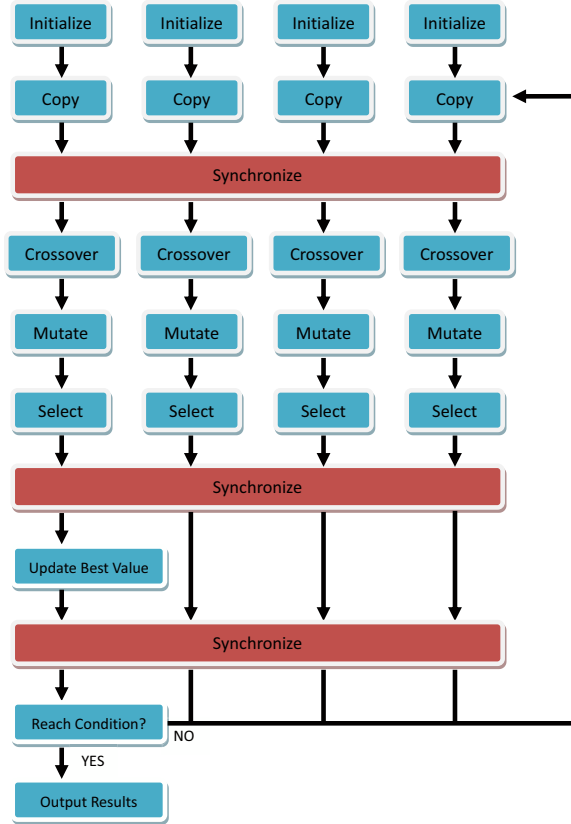 Initialize Initialize Initialize Initialize
Copy Copy Copy Copy
Synchronize
Crossover Crossover Crossover Crossover
Mutate Mutate Mutate Mutate
Select Select Select Select
Synchronize
Update Best Value
Synchronize
Reach Condition?
NO
YES
Output Results